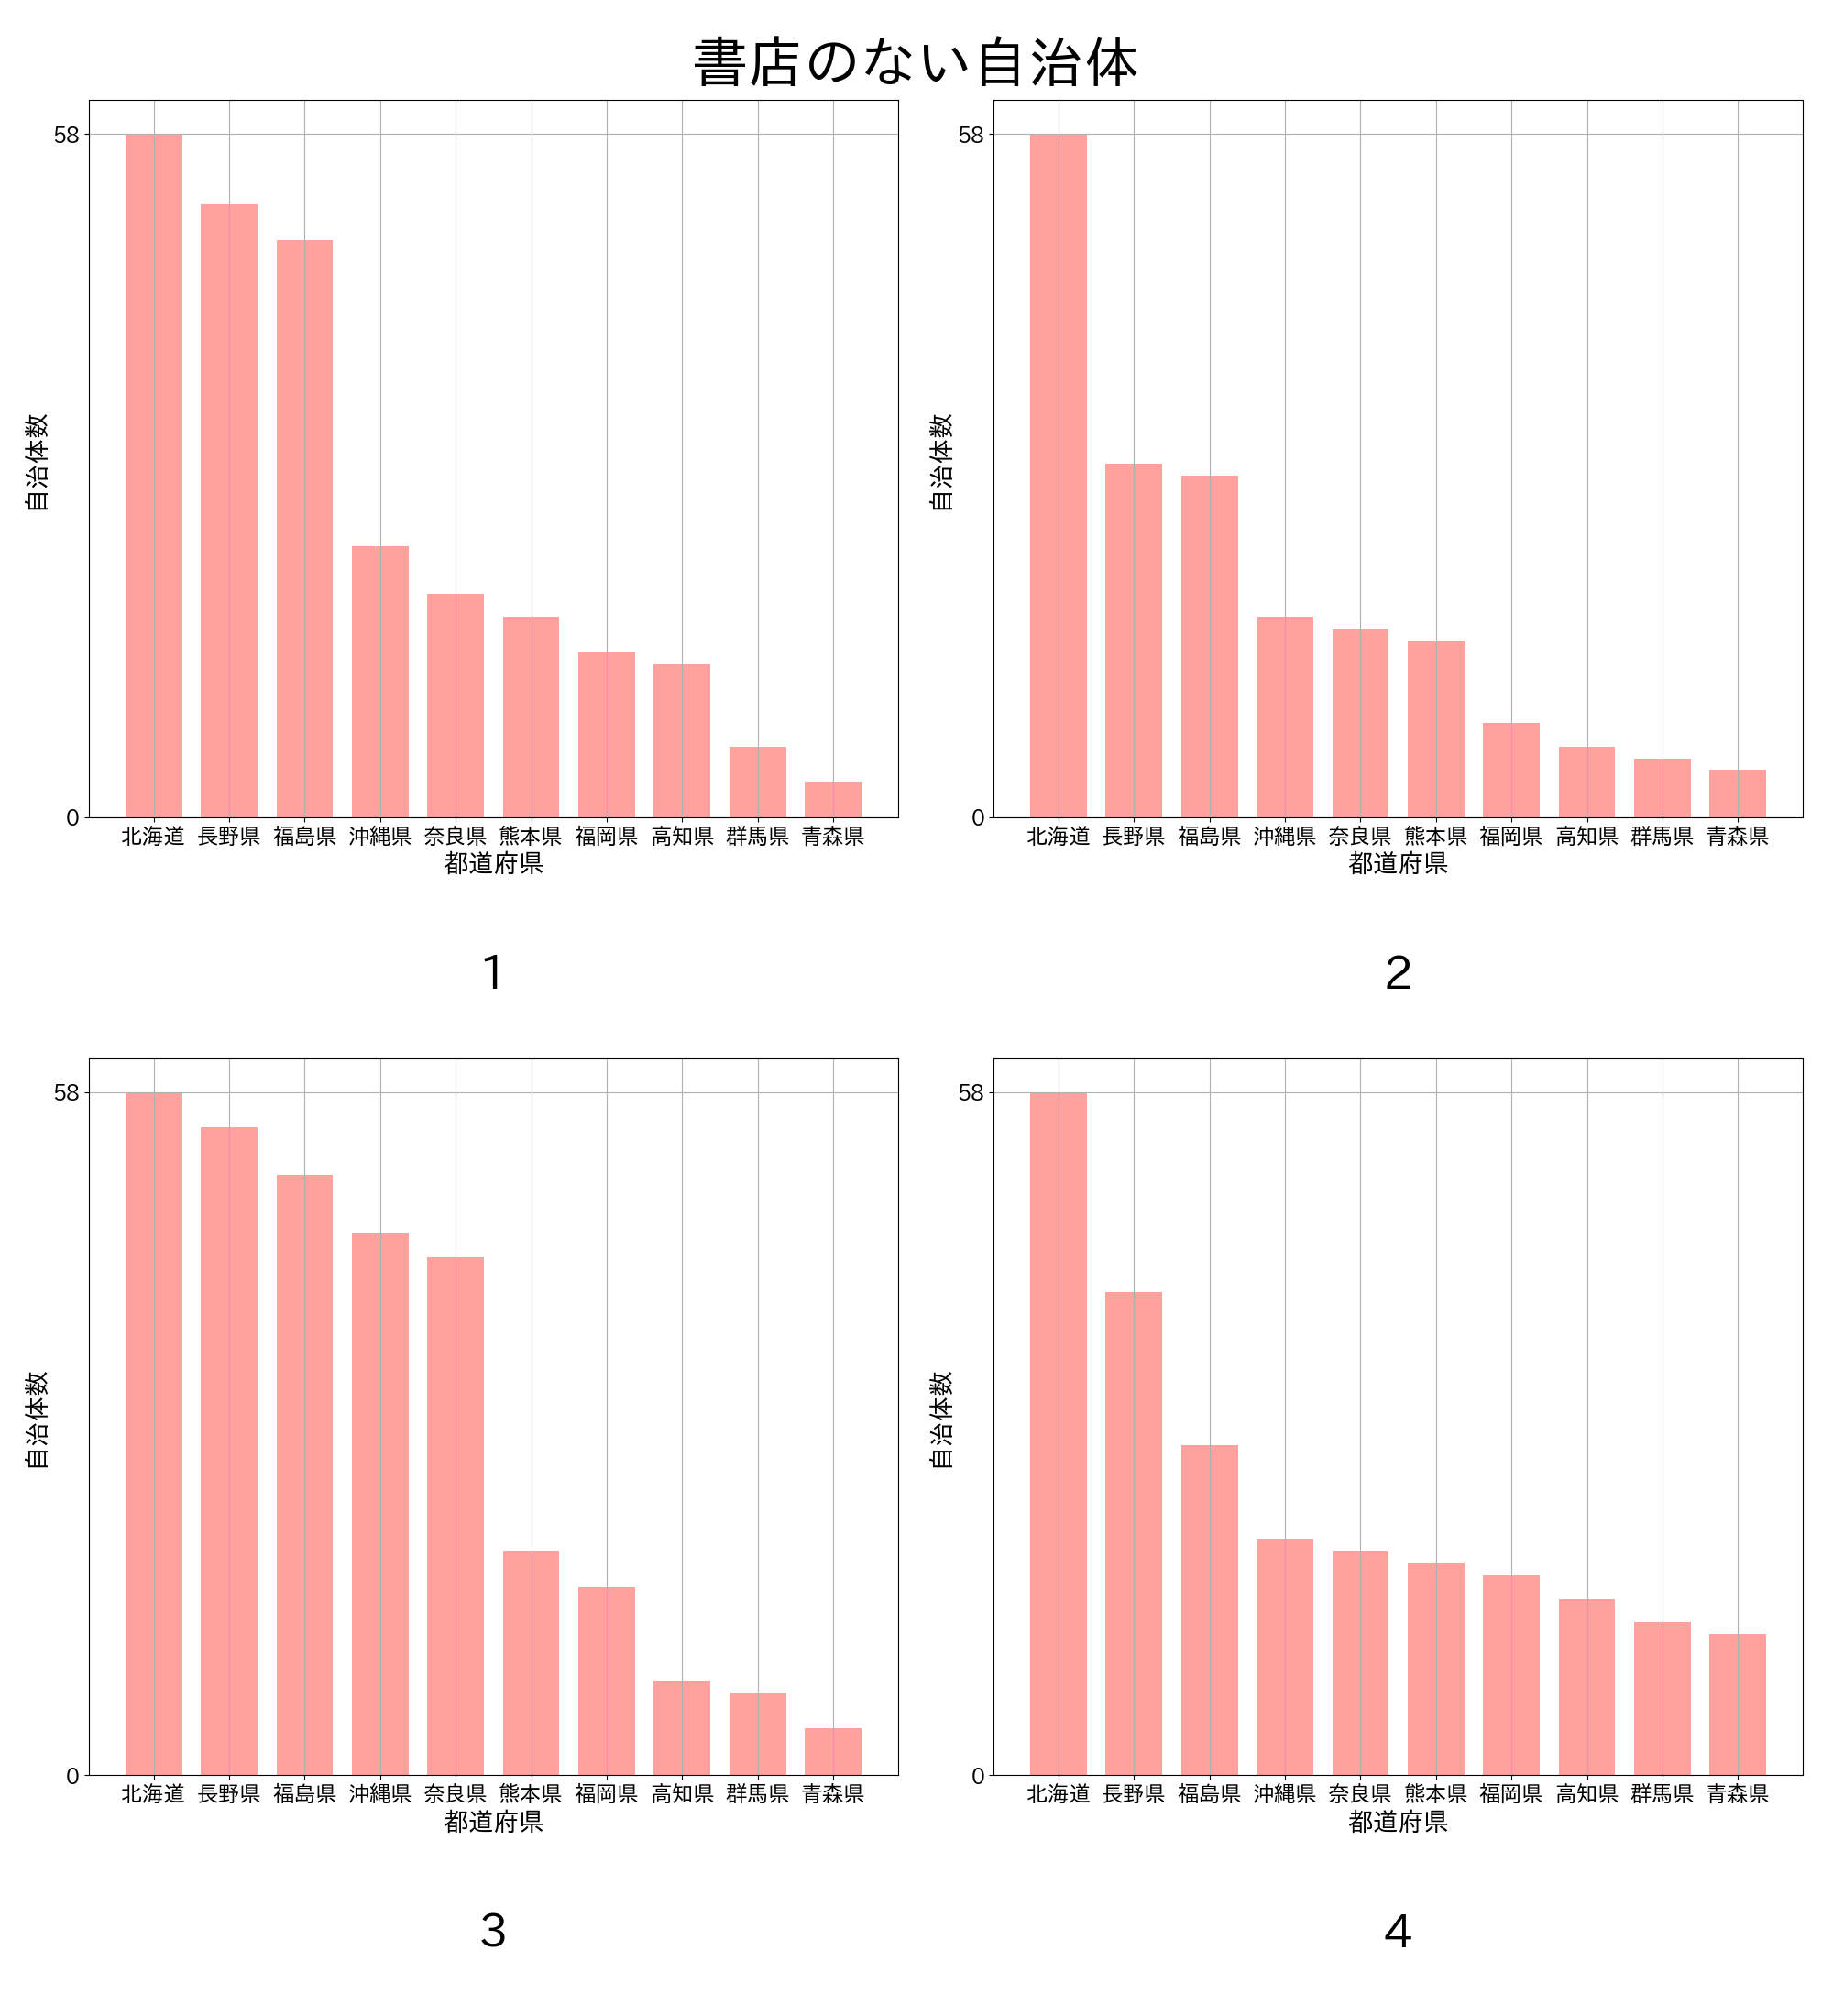 書店のない自治体
58
0
自治体数
北海道 長野県 福島県 沖縄県 奈良県 熊本県 福岡県 高知県 群馬県 青森県
都道府県
1
58
0
自治体数
北海道 長野県 福島県 沖縄県 奈良県 熊本県 福岡県 高知県 群馬県 青森県
都道府県
2
58
0
自治体数
北海道 長野県 福島県 沖縄県 奈良県 熊本県 福岡県 高知県 群馬県 青森県
都道府県
3
58
0
自治体数
北海道 長野県 福島県 沖縄県 奈良県 熊本県 福岡県 高知県 群馬県 青森県
都道府県
4